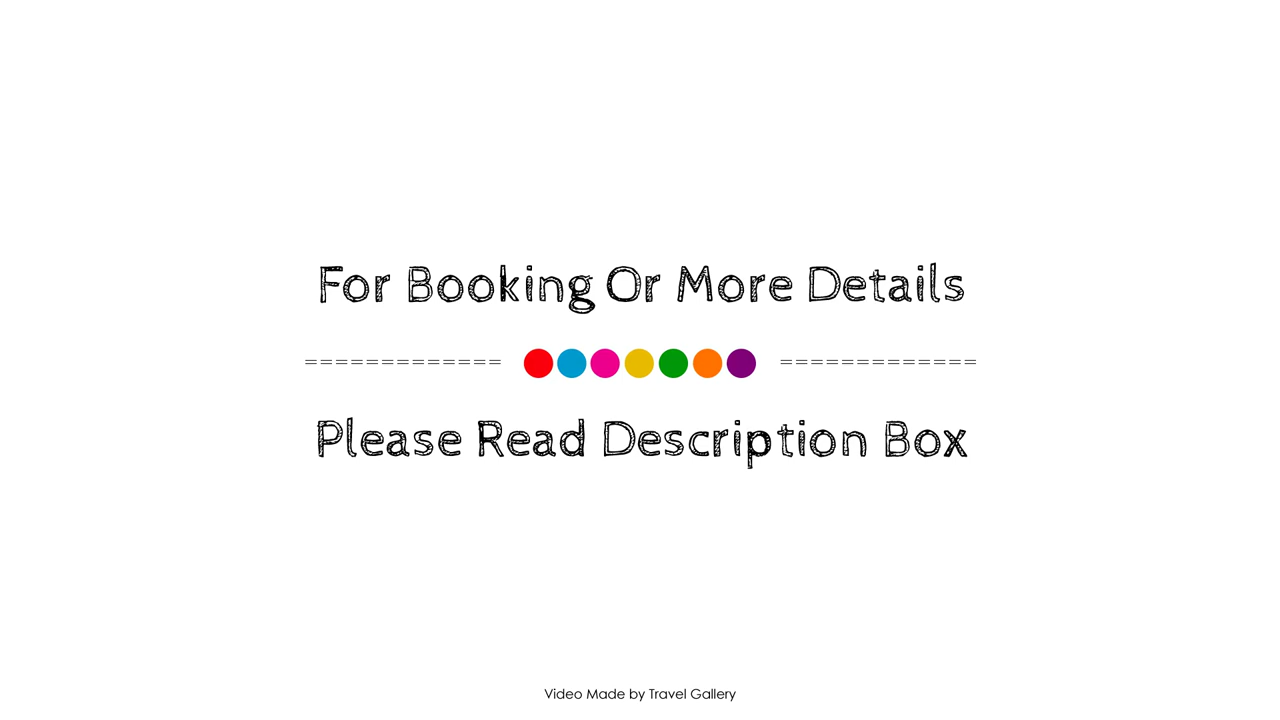 For Booking Or More Details
============= =============
Please Read Description Box
Video Made by Travel Gallery